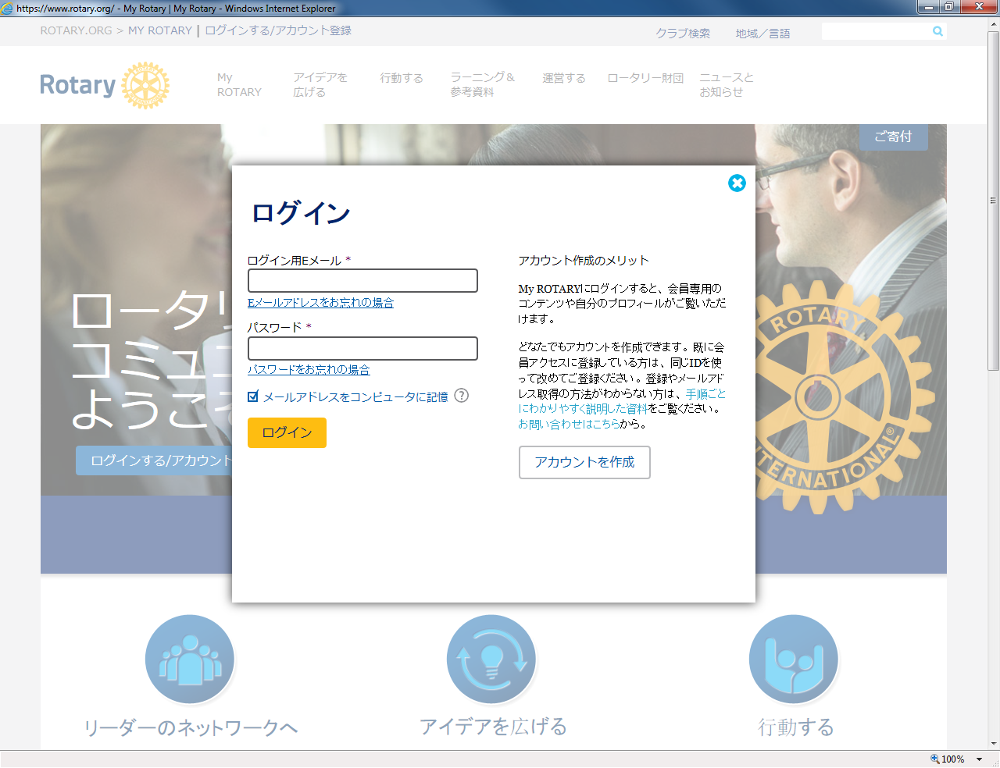 https://www.rotary.org/ - My Rotary | My Rotary - Windows Internet Explorer
ROTARY.ORG > MY ROTARY | ログインする/アカウント登録
クラブ検索 地域／言語
Rotary
ROTARY
INTERNATIONAL
My ROTARY
アイデアを広げる
行動する
ラーニング＆参考資料
運営する
ロータリー財団
ニュースとお知らせ
ご寄付
ロータリ
コミュニ
ようこそ
ログインする/アカウント
ログイン
ログイン用Eメール *
Eメールアドレスをお忘れの場合
パスワード *
パスワードをお忘れの場合
メールアドレスをコンピュータに記憶 ?
ログイン
アカウント作成のメリット
My ROTARYにログインすると、会員専用の
コンテンツや自分のプロフィールがご覧いただ
けます。
どなたでもアカウントを作成できます。既に会
員アクセスに登録している方は、同じIDを使
って改めてご登録ください。登録やメールアド
レス取得の方法がわからない方は、手順ごと
にわかりやすく説明した資料をご覧ください。
お問い合わせはこちらから。
アカウントを作成
ROTARY
INTERNATIONAL®
リーダーのネットワークへ
アイデアを広げる
行動する
100%